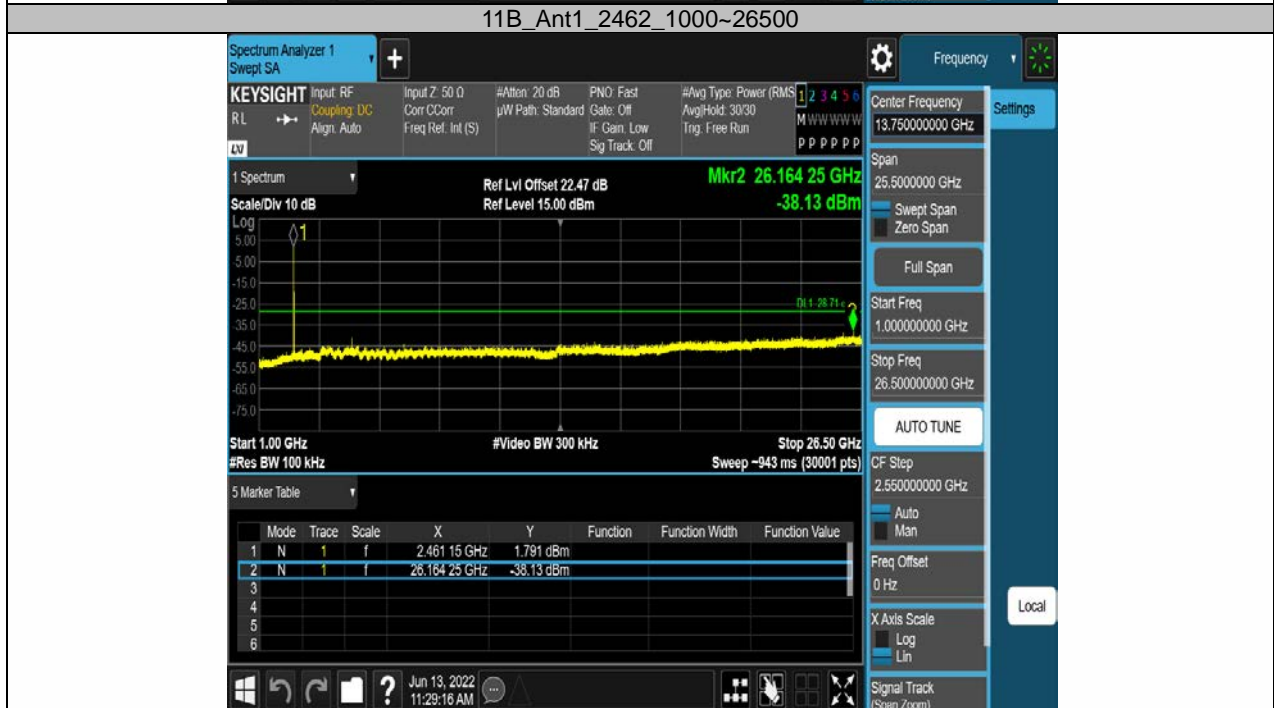 11B_Ant1_2462_1000~26500
Spectrum Analyzer 1
Swept SA
+
Frequency
KEYSIGHT
RL
LV
Input: RF
Coupling: DC
Align: Auto
Input Z: 50 Ω
Corr CCorr
Freq Ref: Int (S)
#Atten: 20 dB
µW Path: Standard
PNO: Fast
Gate: Off
IF Gain: Low
Sig Track: Off
#Avg Type: Power (RMS
Avg|Hold: 30/30
Trig: Free Run
1 2 3 4 5 6
M W W W W W
P P P P P P
1 Spectrum
Scale/Div 10 dB
Ref Lvl Offset 22.47 dB
Ref Level 15.00 dBm
Mkr2 26.164 25 GHz
-38.13 dBm
Log
5.00
-5.00
-15.0
-25.0
-35.0
-45.0
-55.0
-65.0
-75.0
1
DL1 -28.71
Start 1.00 GHz
#Video BW 300 kHz
Stop 26.50 GHz
#Res BW 100 kHz
Sweep ~943 ms (30001 pts)
5 Marker Table
Mode Trace Scale X Y Function Function Width Function Value
1 N 1 f 2.461 15 GHz 1.791 dBm
2 N 1 f 26.164 25 GHz -38.13 dBm
3
4
5
6
Jun 13, 2022
11:29:16 AM
Center Frequency
13.750000000 GHz
Settings
Span
25.5000000 GHz
Swept Span
Zero Span
Full Span
Start Freq
1.000000000 GHz
Stop Freq
26.500000000 GHz
AUTO TUNE
CF Step
2.550000000 GHz
Auto
Man
Freq Offset
0 Hz
X Axis Scale
Log
Lin
Local
Signal Track
(Span Zoom)